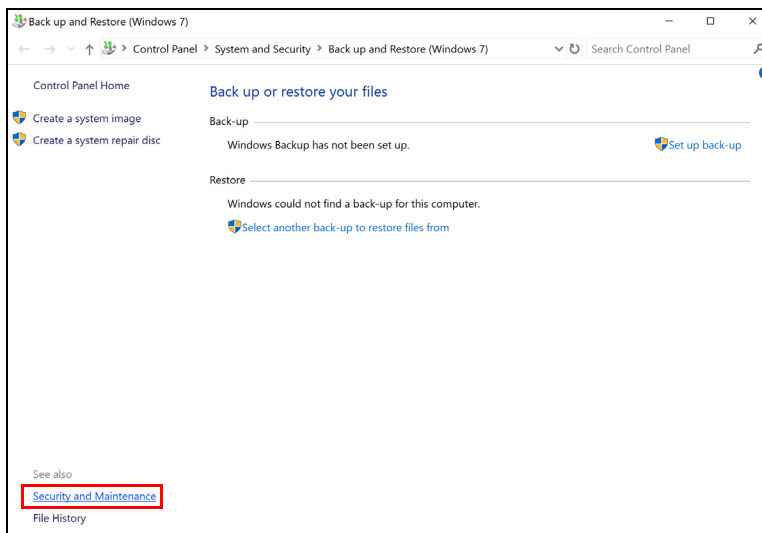 Back up and Restore (Windows 7)
Control Panel > System and Security > Back up and Restore (Windows 7)
Search Control Panel
Control Panel Home
Back up or restore your files
Create a system image
Back-up
Create a system repair disc
Windows Backup has not been set up.
Set up back-up
Restore
Windows could not find a back-up for this computer.
Select another back-up to restore files from
See also
Security and Maintenance
File History